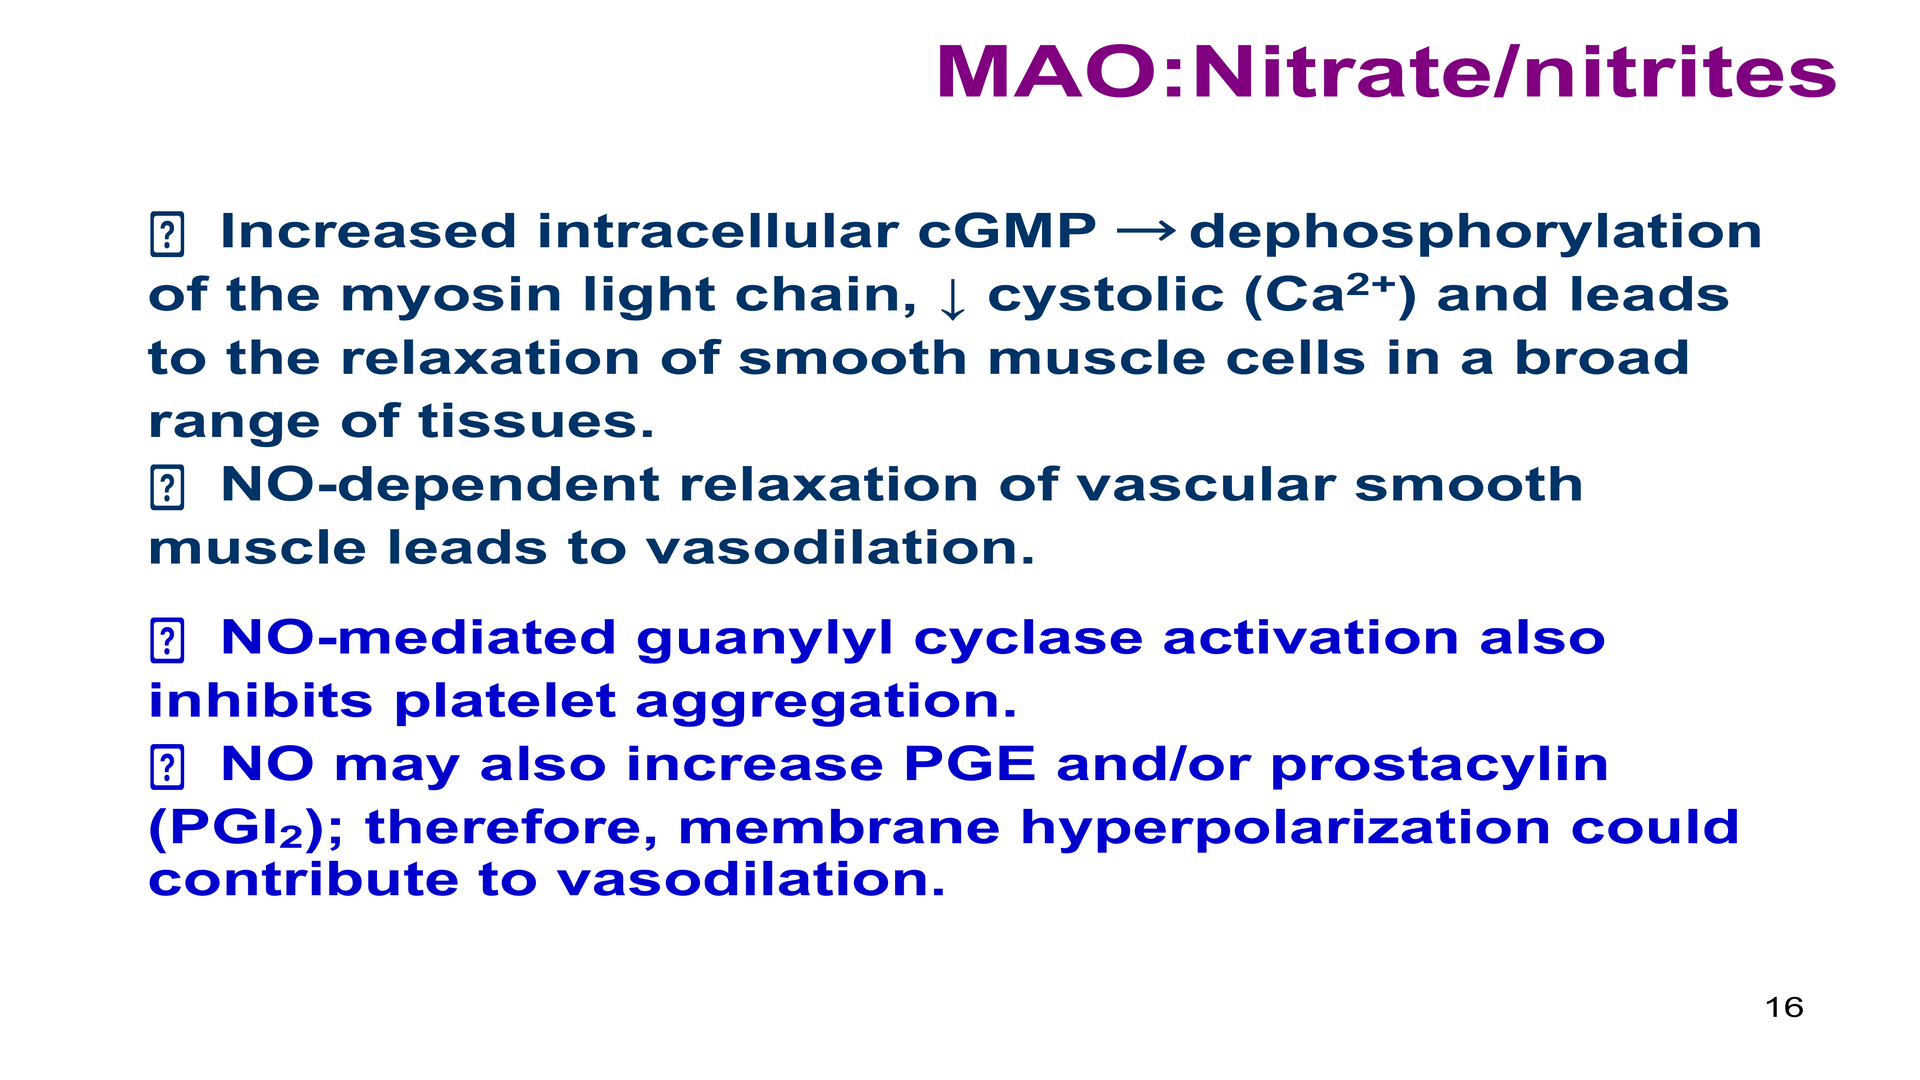 MAO:Nitrate/nitrites
⍰ Increased intracellular cGMP → dephosphorylation
of the myosin light chain, ↓ cystolic (Ca²⁺) and leads
to the relaxation of smooth muscle cells in a broad
range of tissues.
⍰ NO-dependent relaxation of vascular smooth
muscle leads to vasodilation.
⍰ NO-mediated guanylyl cyclase activation also
inhibits platelet aggregation.
⍰ NO may also increase PGE and/or prostacylin
(PGI₂); therefore, membrane hyperpolarization could
contribute to vasodilation.
16